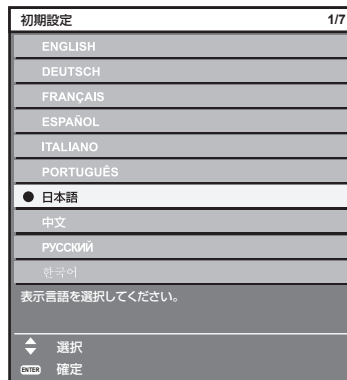 初期設定 1/7
ENGLISH
DEUTSCH
FRANÇAIS
ESPAÑOL
ITALIANO
PORTUGUÊS
日本語
中文
РУССКИЙ
한국어
表示言語を選択してください。
選択
ENTER 確定